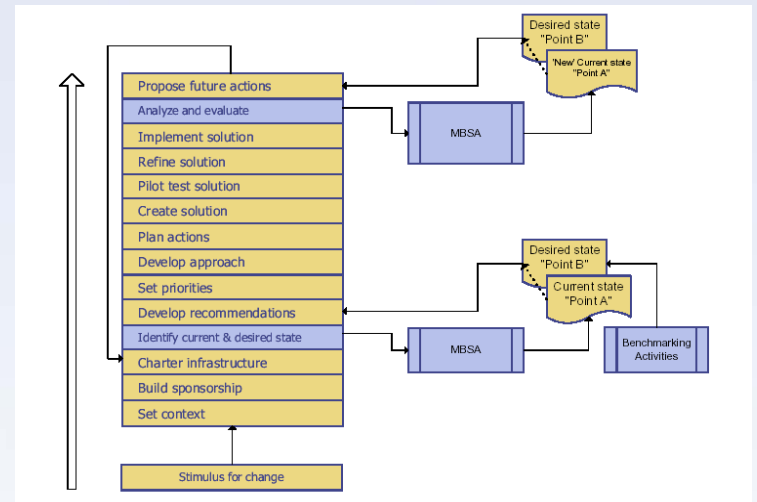 Desired state
"Point B"
'New' Current state
"Point A"
Propose future actions
Analyze and evaluate
MBSA
Implement solution
Refine solution
Pilot test solution
Create solution
Plan actions
Develop approach
Desired state
"Point B"
Set priorities
Current state
"Point A"
Develop recommendations
Identify current & desired state
MBSA
Benchmarking
Activities
Charter infrastructure
Build sponsorship
Set context
Stimulus for change